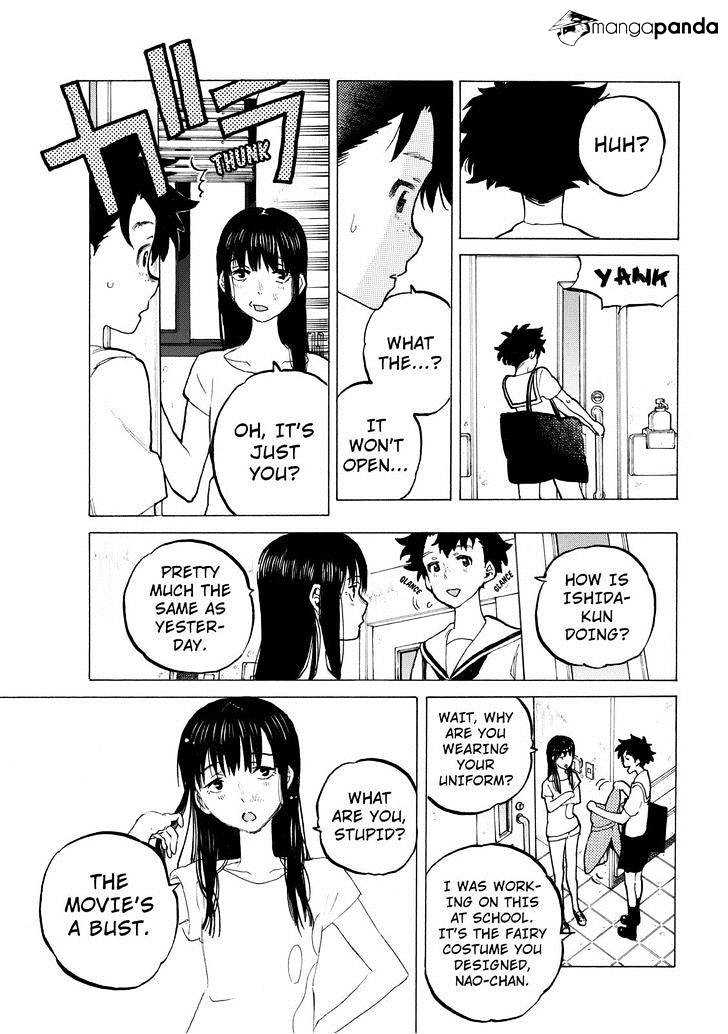 mangapanda
HUH?
YANK
WHAT
THE...?
IT
WON'T
OPEN...
ガラ
THUNK
OH, IT'S
JUST
YOU?
HOW IS
ISHIDA-
KUN
DOING?
GLANCE
GLANCE
PRETTY
MUCH THE
SAME AS
YESTER-
DAY.
WAIT, WHY
ARE YOU
WEARING
YOUR
UNIFORM?
I WAS WORK-
ING ON THIS
AT SCHOOL.
IT'S THE FAIRY
COSTUME YOU
DESIGNED,
NAO-CHAN.
WHAT
ARE YOU,
STUPID?
THE
MOVIE'S
A BUST.